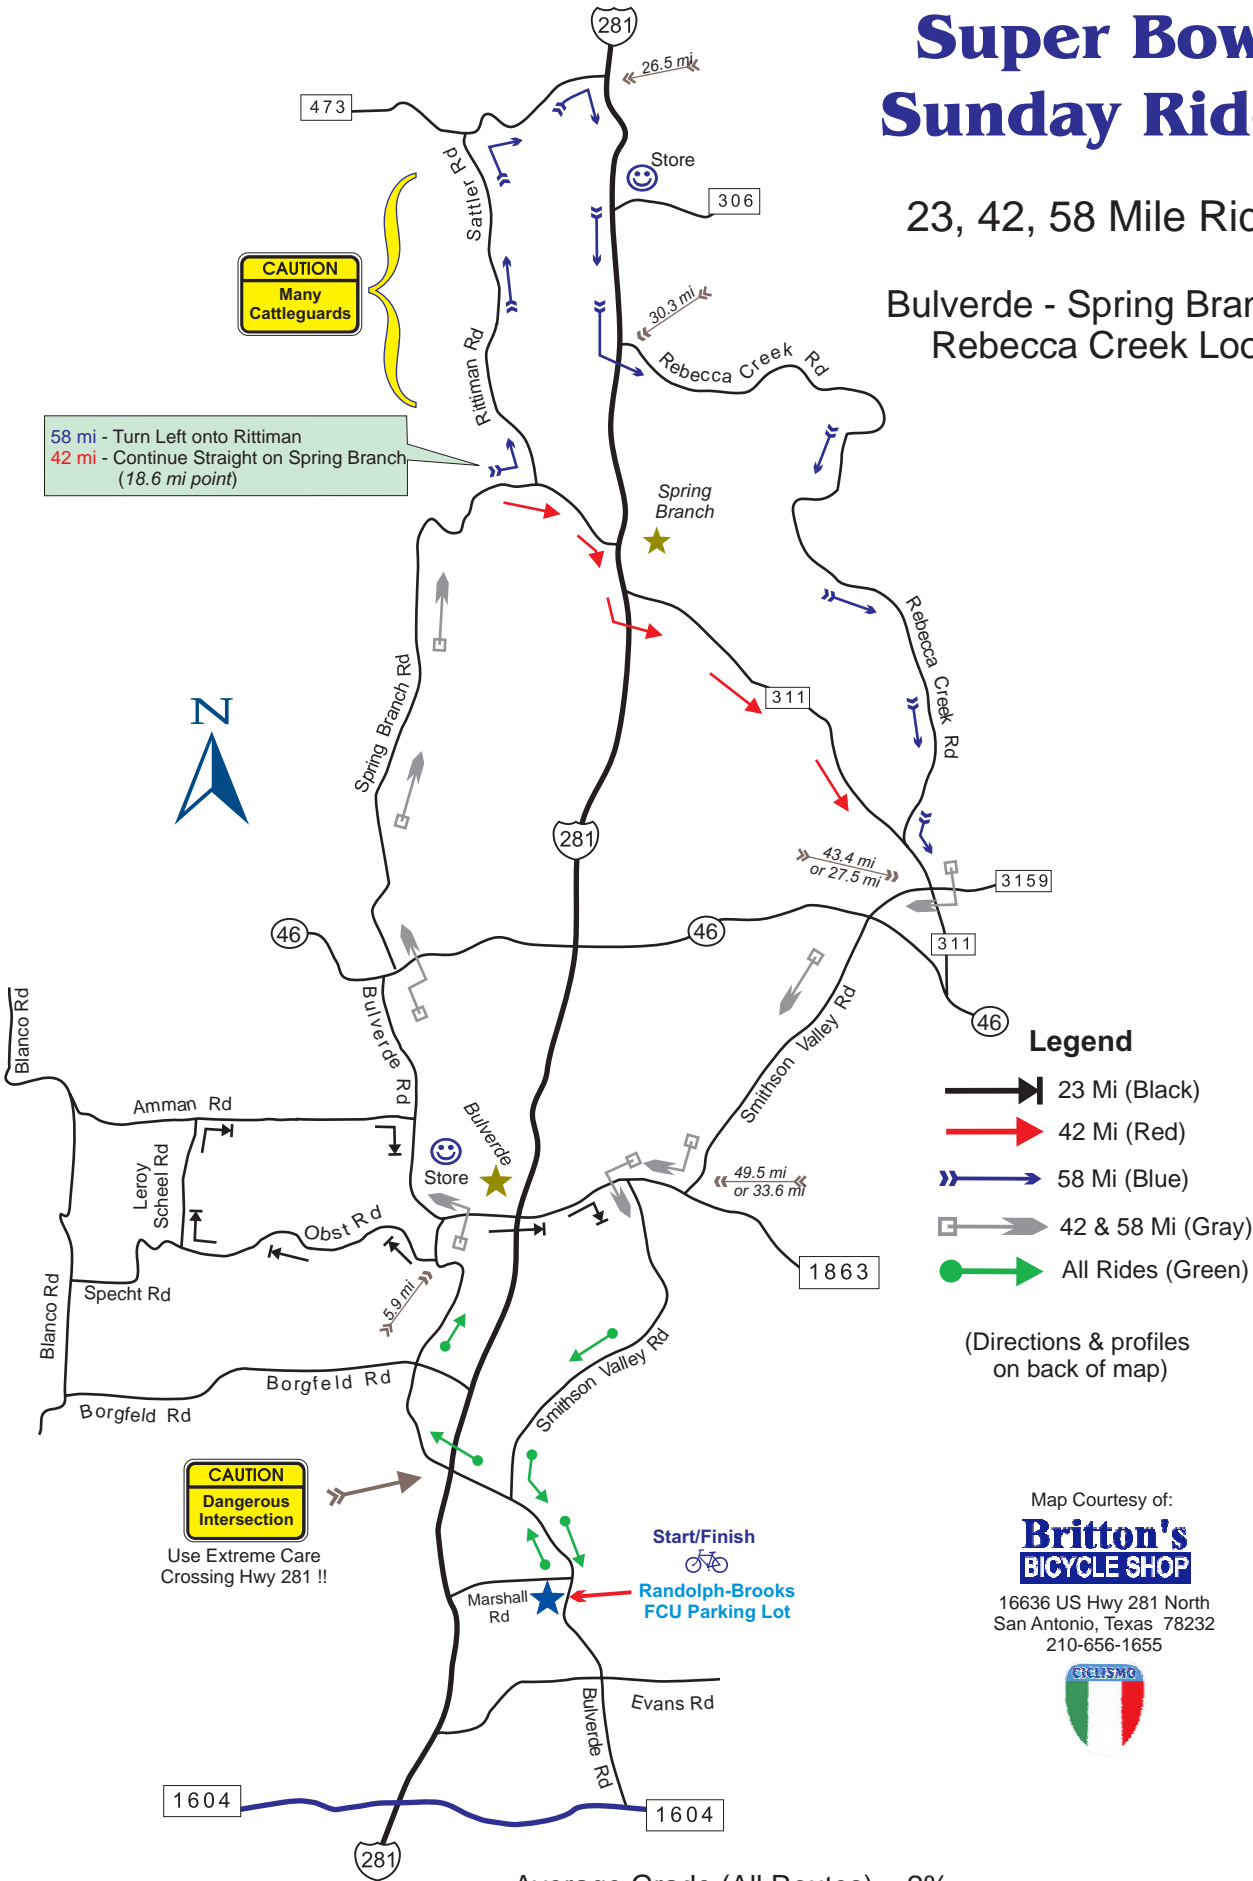 Super Bow
Sunday Rid
23, 42, 58 Mile Ric
Bulverde - Spring Bran
Rebecca Creek Loo
281
26.5 mi
473
Store
306
Sattler Rd
CAUTION
Many
Cattleguards
30.3 mi
Rebecca Creek Rd
Rittiman Rd
58 mi - Turn Left onto Rittiman
42 mi - Continue Straight on Spring Branch
(18.6 mi point)
Spring
Branch
Rebecca Creek Rd
Spring Branch Rd
311
N
281
43.4 mi
or 27.5 mi
3159
46
46
311
Blanco Rd
Bulverde Rd
Smithson Valley Rd
46
Legend
23 Mi (Black)
42 Mi (Red)
58 Mi (Blue)
42 & 58 Mi (Gray)
All Rides (Green)
(Directions & profiles
on back of map)
Amman Rd
Bulverde
Store
Leroy
Scheel Rd
Obst Rd
49.5 mi
or 33.6 mi
1863
Specht Rd
5.9 mi
Blanco Rd
Borgfeld Rd
Borgfeld Rd
Smithson Valley Rd
CAUTION
Dangerous
Intersection
Use Extreme Care
Crossing Hwy 281 !!
Start/Finish
Randolph-Brooks
FCU Parking Lot
Marshall
Rd
Map Courtesy of:
Britton's
BICYCLE SHOP
16636 US Hwy 281 North
San Antonio, Texas 78232
210-656-1655
CICLISMO
Evans Rd
Bulverde Rd
1604
1604
281